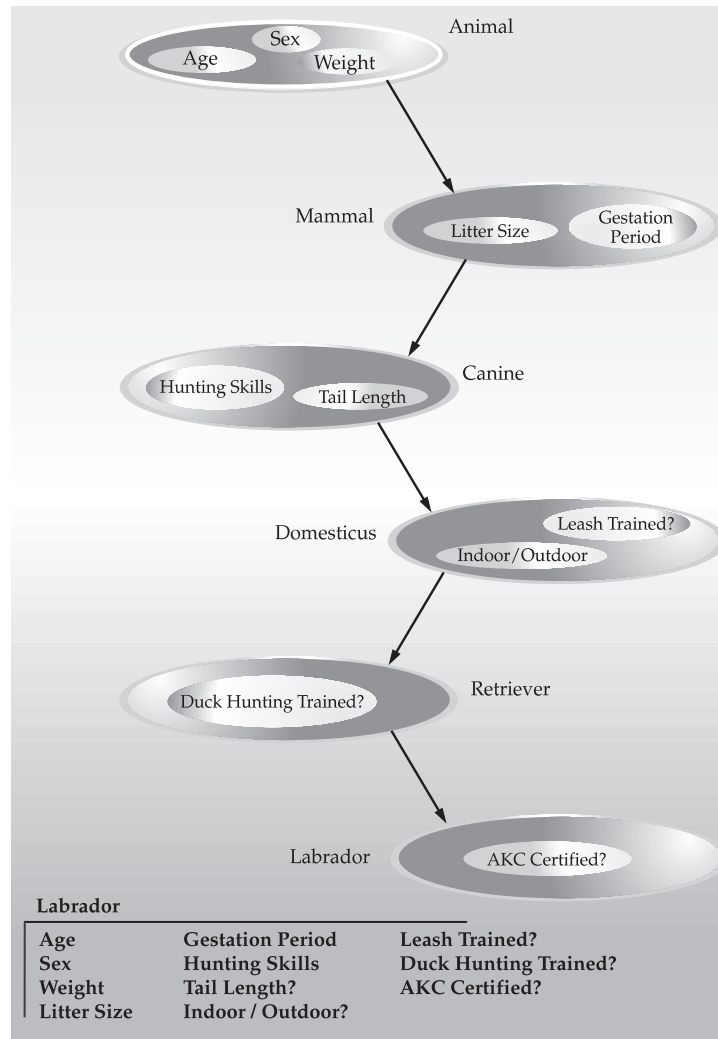 Animal
Sex
Age
Weight
Mammal
Litter Size
Gestation
Period
Canine
Hunting Skills
Tail Length
Domesticus
Leash Trained?
Indoor/Outdoor
Retriever
Duck Hunting Trained?
Labrador
AKC Certified?
Labrador
Age Gestation Period Leash Trained?
Sex Hunting Skills Duck Hunting Trained?
Weight Tail Length? AKC Certified?
Litter Size Indoor / Outdoor?